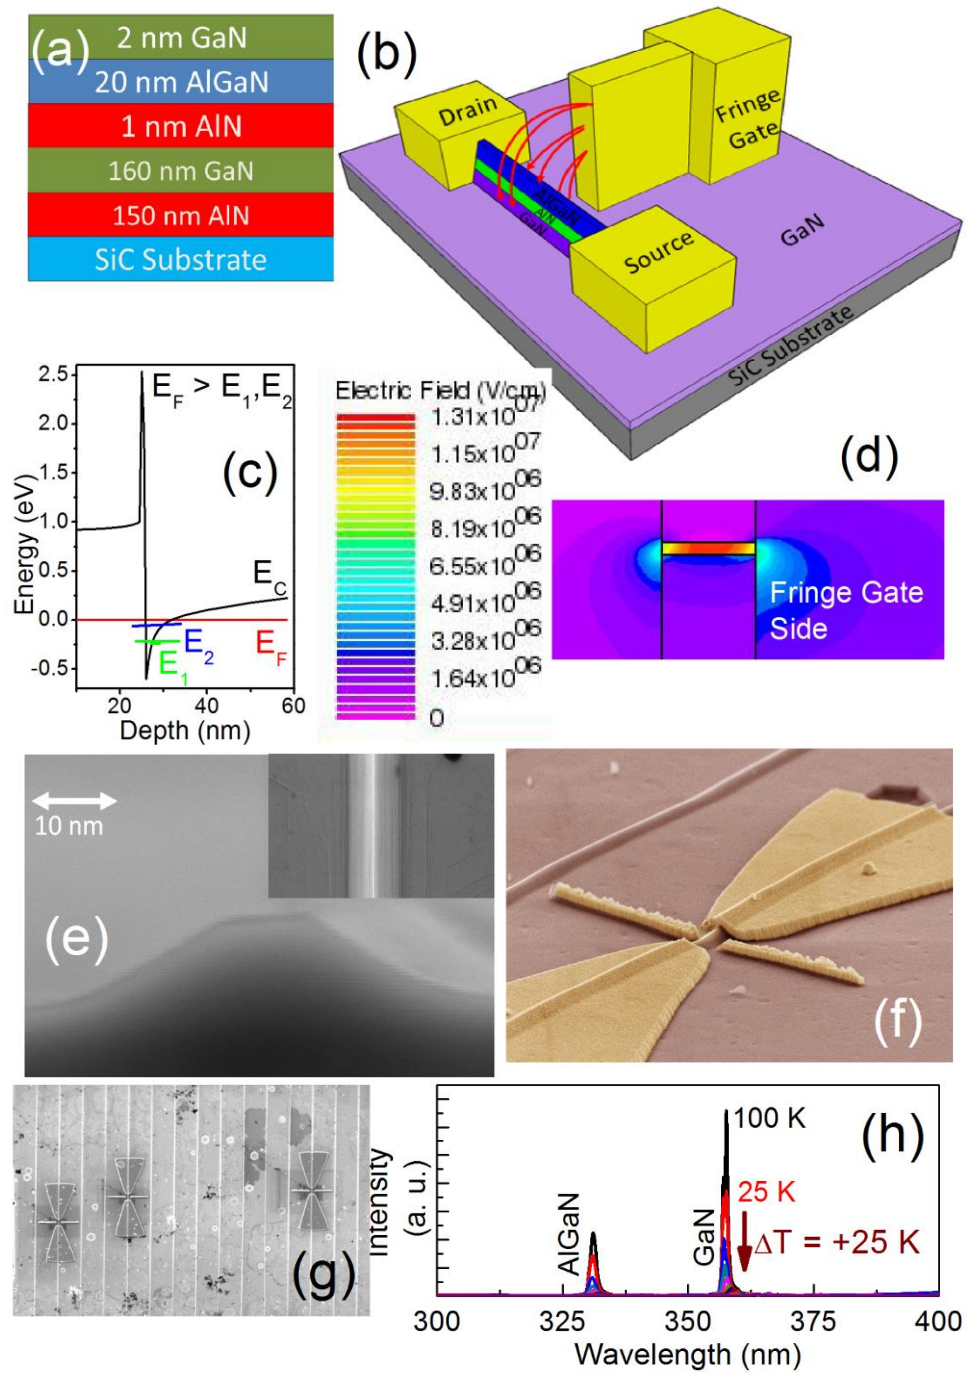 (a)
2 nm GaN
20 nm AlGaN
1 nm AlN
160 nm GaN
150 nm AlN
SiC Substrate
(b)
Drain
Fringe
Gate
AlGaN
AlN
GaN
Source
GaN
SiC Substrate
(c)
E_F > E_1,E_2
2.5
2.0
1.5
1.0
0.5
0.0
-0.5
Energy (eV)
E_C
E_2
E_F
E_1
20
40
60
Depth (nm)
Electric Field (V/cm)
1.31x10^07
1.15x10^07
9.83x10^06
8.19x10^06
6.55x10^06
4.91x10^06
3.28x10^06
1.64x10^06
0
(d)
Fringe Gate
Side
10 nm
(e)
(f)
(g)
(h)
Intensity
(a. u.)
AlGaN
GaN
100 K
25 K
ΔT = +25 K
300
325
350
375
400
Wavelength (nm)